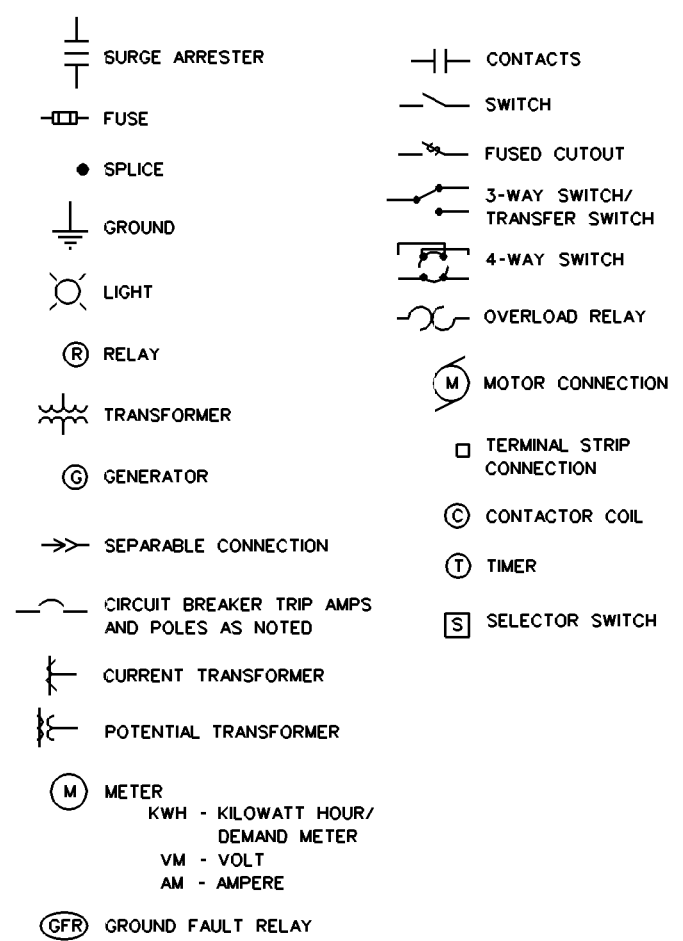 SURGE ARRESTER
FUSE
SPLICE
GROUND
LIGHT
R RELAY
TRANSFORMER
G GENERATOR
SEPARABLE CONNECTION
CIRCUIT BREAKER TRIP AMPS
AND POLES AS NOTED
CURRENT TRANSFORMER
POTENTIAL TRANSFORMER
M METER
KWH - KILOWATT HOUR/
DEMAND METER
VM - VOLT
AM - AMPERE
GFR GROUND FAULT RELAY
CONTACTS
SWITCH
FUSED CUTOUT
3-WAY SWITCH/
TRANSFER SWITCH
4-WAY SWITCH
OVERLOAD RELAY
M MOTOR CONNECTION
TERMINAL STRIP
CONNECTION
C CONTACTOR COIL
T TIMER
S SELECTOR SWITCH